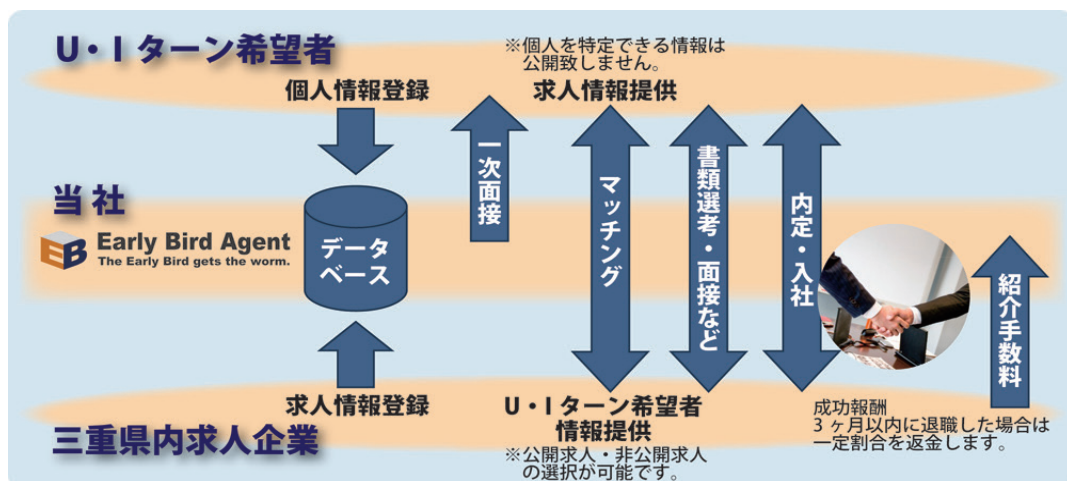 U・Iターン希望者
※個人を特定できる情報は
公開致しません。
個人情報登録
求人情報提供
一次面接
マッチング
書類選考・面接など
内定・入社
当社
EB
Early Bird Agent
The Early Bird gets the worm.
データ
ベース
紹介手数料
求人情報登録
U・Iターン希望者
情報提供
※公開求人・非公開求人
の選択が可能です。
成功報酬
3ヶ月以内に退職した場合は
一定割合を返金します。
三重県内求人企業